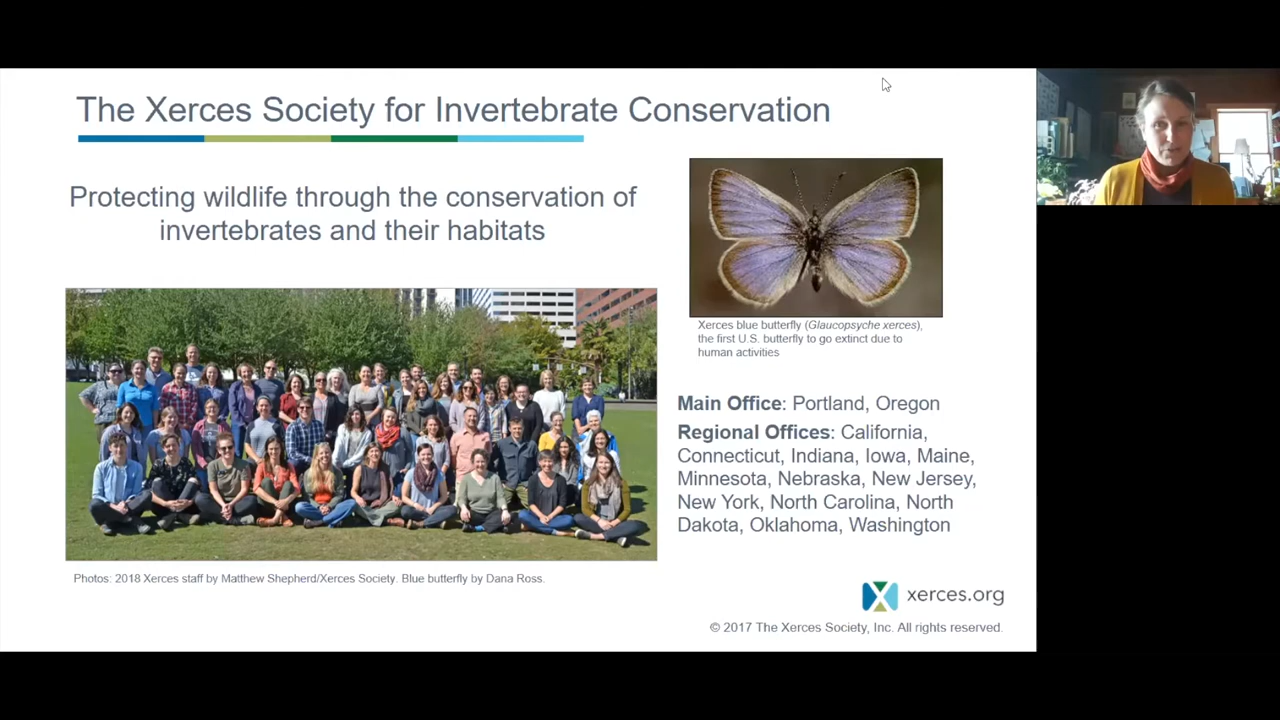 The Xerces Society for Invertebrate Conservation
Protecting wildlife through the conservation of
invertebrates and their habitats
Xerces blue butterfly (Glaucopsyche xerces),
the first U.S. butterfly to go extinct due to
human activities
Main Office: Portland, Oregon
Regional Offices: California,
Connecticut, Indiana, Iowa, Maine,
Minnesota, Nebraska, New Jersey,
New York, North Carolina, North
Dakota, Oklahoma, Washington
Photos: 2018 Xerces staff by Matthew Shepherd/Xerces Society. Blue butterfly by Dana Ross.
xerces.org
© 2017 The Xerces Society, Inc. All rights reserved.